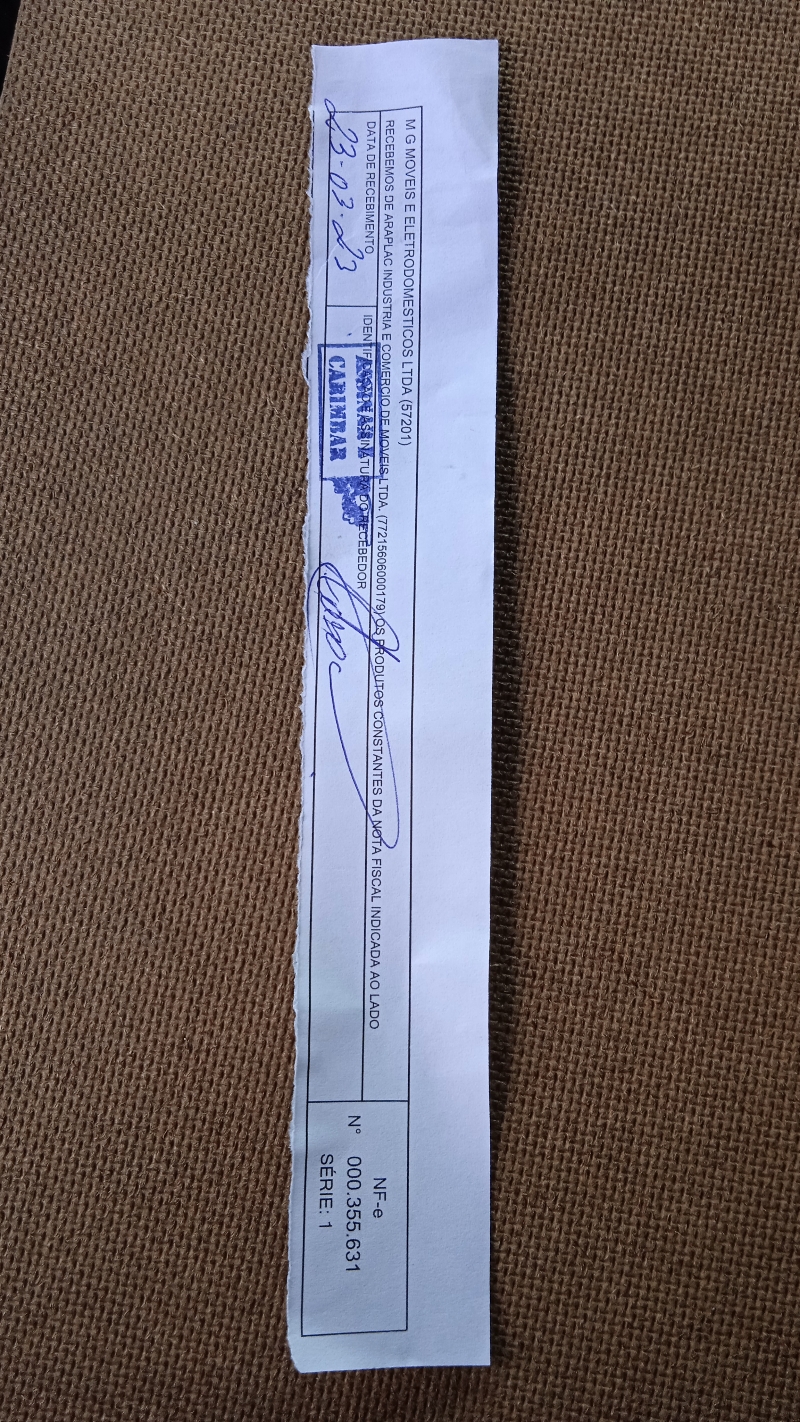 M G MOVEIS E ELETRODOMESTICOS LTDA (57201)
RECEBEMOS DE ARAPLAC INDUSTRIA E COMERCIO DE MOVEIS LTDA. (77215606000179) OS PRODUTOS CONSTANTES DA NOTA FISCAL INDICADA AO LADO
DATA DE RECEBIMENTO
23-03-23
ASSINATURA DO RECEBEDOR
CARIMBAR
NF-e
N° 000.355.631
SÉRIE: 1